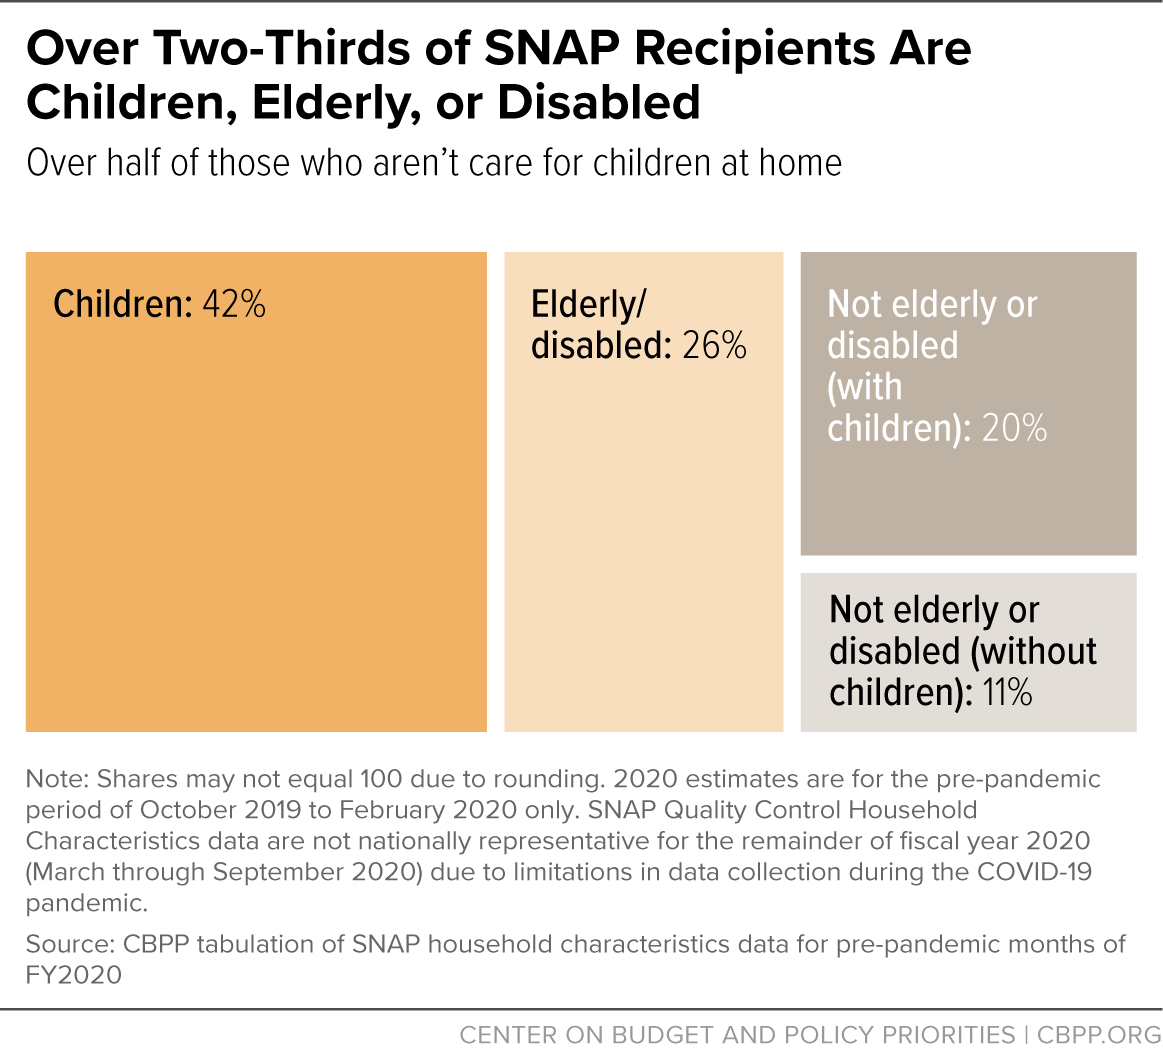 Over Two-Thirds of SNAP Recipients Are
Children, Elderly, or Disabled
Over half of those who aren’t care for children at home
Children: 42%
Elderly/
disabled: 26%
Not elderly or
disabled
(with
children): 20%
Not elderly or
disabled (without
children): 11%
Note: Shares may not equal 100 due to rounding. 2020 estimates are for the pre-pandemic
period of October 2019 to February 2020 only. SNAP Quality Control Household
Characteristics data are not nationally representative for the remainder of fiscal year 2020
(March through September 2020) due to limitations in data collection during the COVID-19
pandemic.
Source: CBPP tabulation of SNAP household characteristics data for pre-pandemic months of
FY2020
CENTER ON BUDGET AND POLICY PRIORITIES | CBPP.ORG